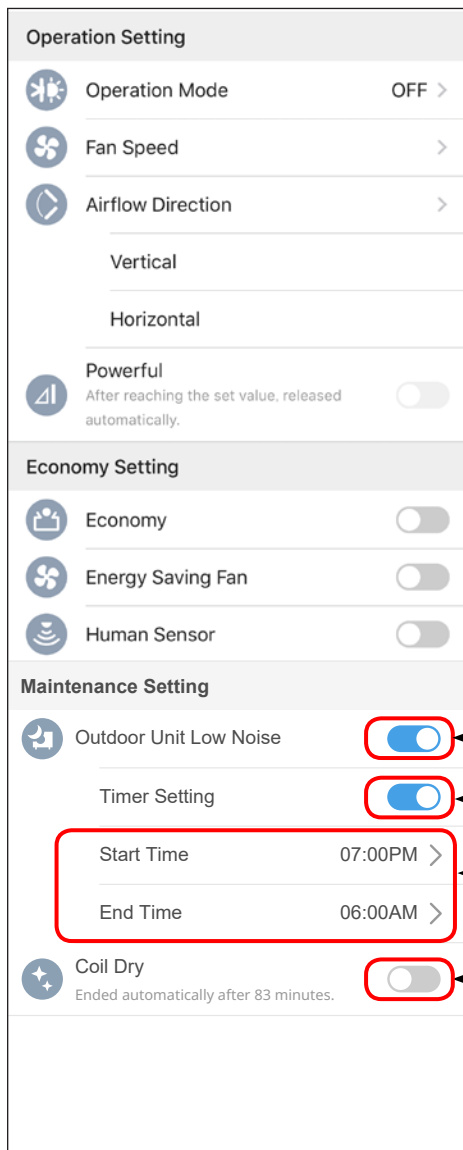 Operation Setting
Operation Mode OFF >
Fan Speed >
Airflow Direction >
Vertical
Horizontal
Powerful
After reaching the set value, released
automatically.
Economy Setting
Economy
Energy Saving Fan
Human Sensor
Maintenance Setting
Outdoor Unit Low Noise
Timer Setting
Start Time 07:00PM >
End Time 06:00AM >
Coil Dry
Ended automatically after 83 minutes.